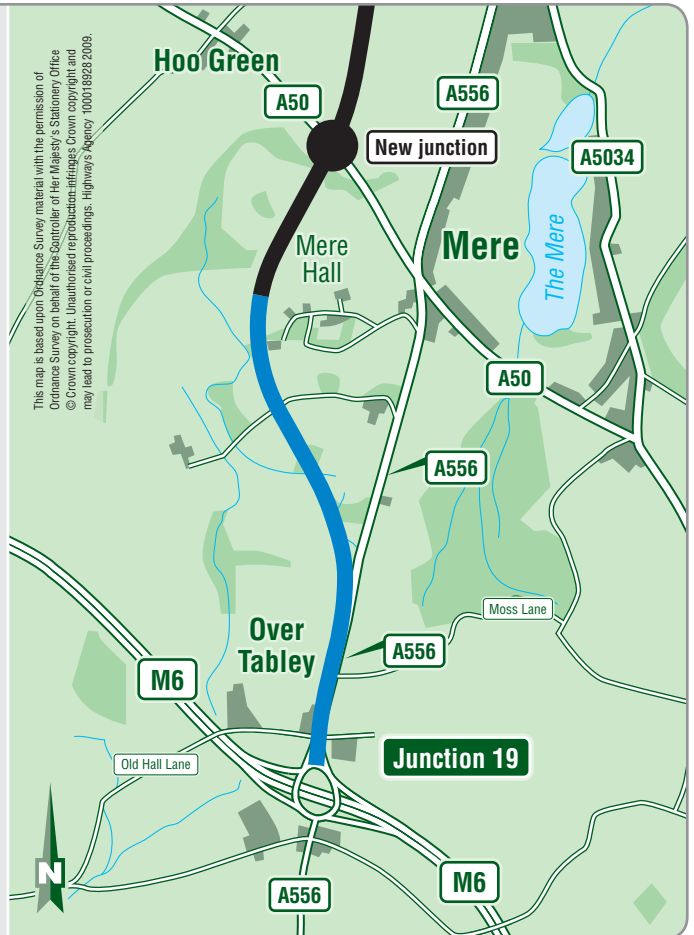 This map is based upon Ordnance Survey material with the permission of
Ordnance Survey on behalf of the Controller of Her Majesty's Stationery Office
© Crown copyright. Unauthorised reproduction infringes Crown copyright and
may lead to prosecution or civil proceedings. Highways Agency 100018928 2009.
Hoo Green
A50
A556
New junction
A5034
Mere
Hall
Mere
The Mere
A50
A556
Moss Lane
Over
Tabley
A556
M6
Old Hall Lane
Junction 19
N
A556
M6